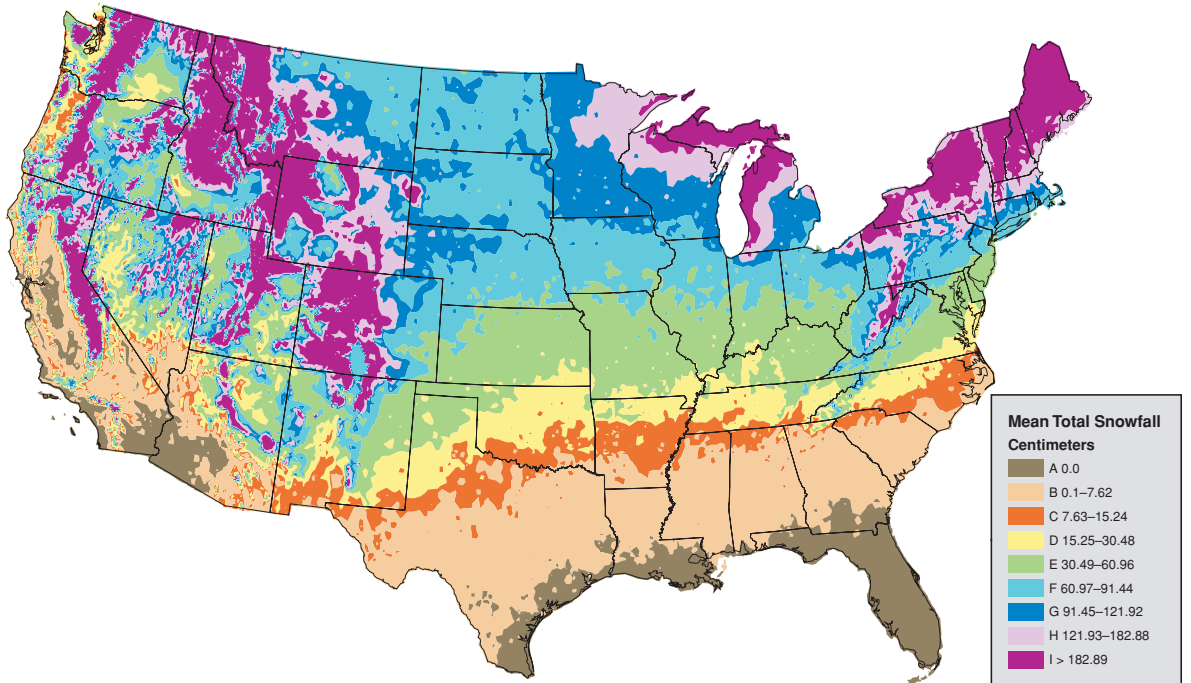 Mean Total Snowfall
Centimeters
A 0.0
B 0.1–7.62
C 7.63–15.24
D 15.25–30.48
E 30.49–60.96
F 60.97–91.44
G 91.45–121.92
H 121.93–182.88
I > 182.89